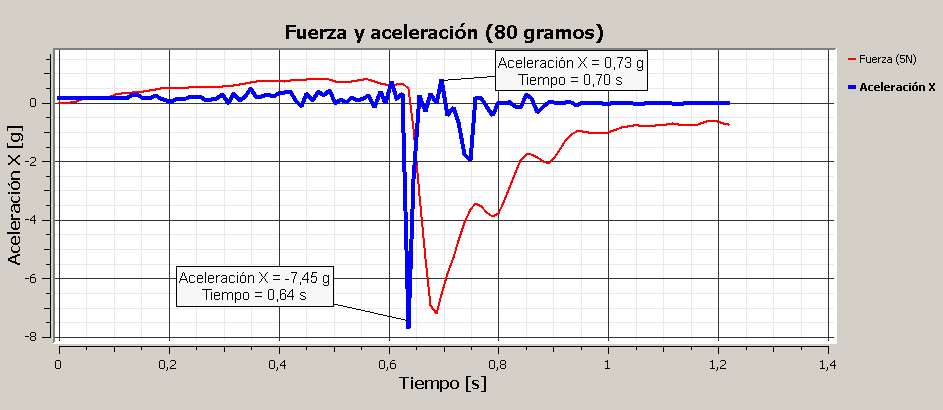 Fuerza y aceleración (80 gramos)
Aceleración X = 0,73 g
Tiempo = 0,70 s
Fuerza (5N)
Aceleración X
Aceleración X [g]
0
-2
-4
-6
-8
Aceleración X = -7,45 g
Tiempo = 0,64 s
0 0,2 0,4 0,6 0,8 1 1,2 1,4
Tiempo [s]